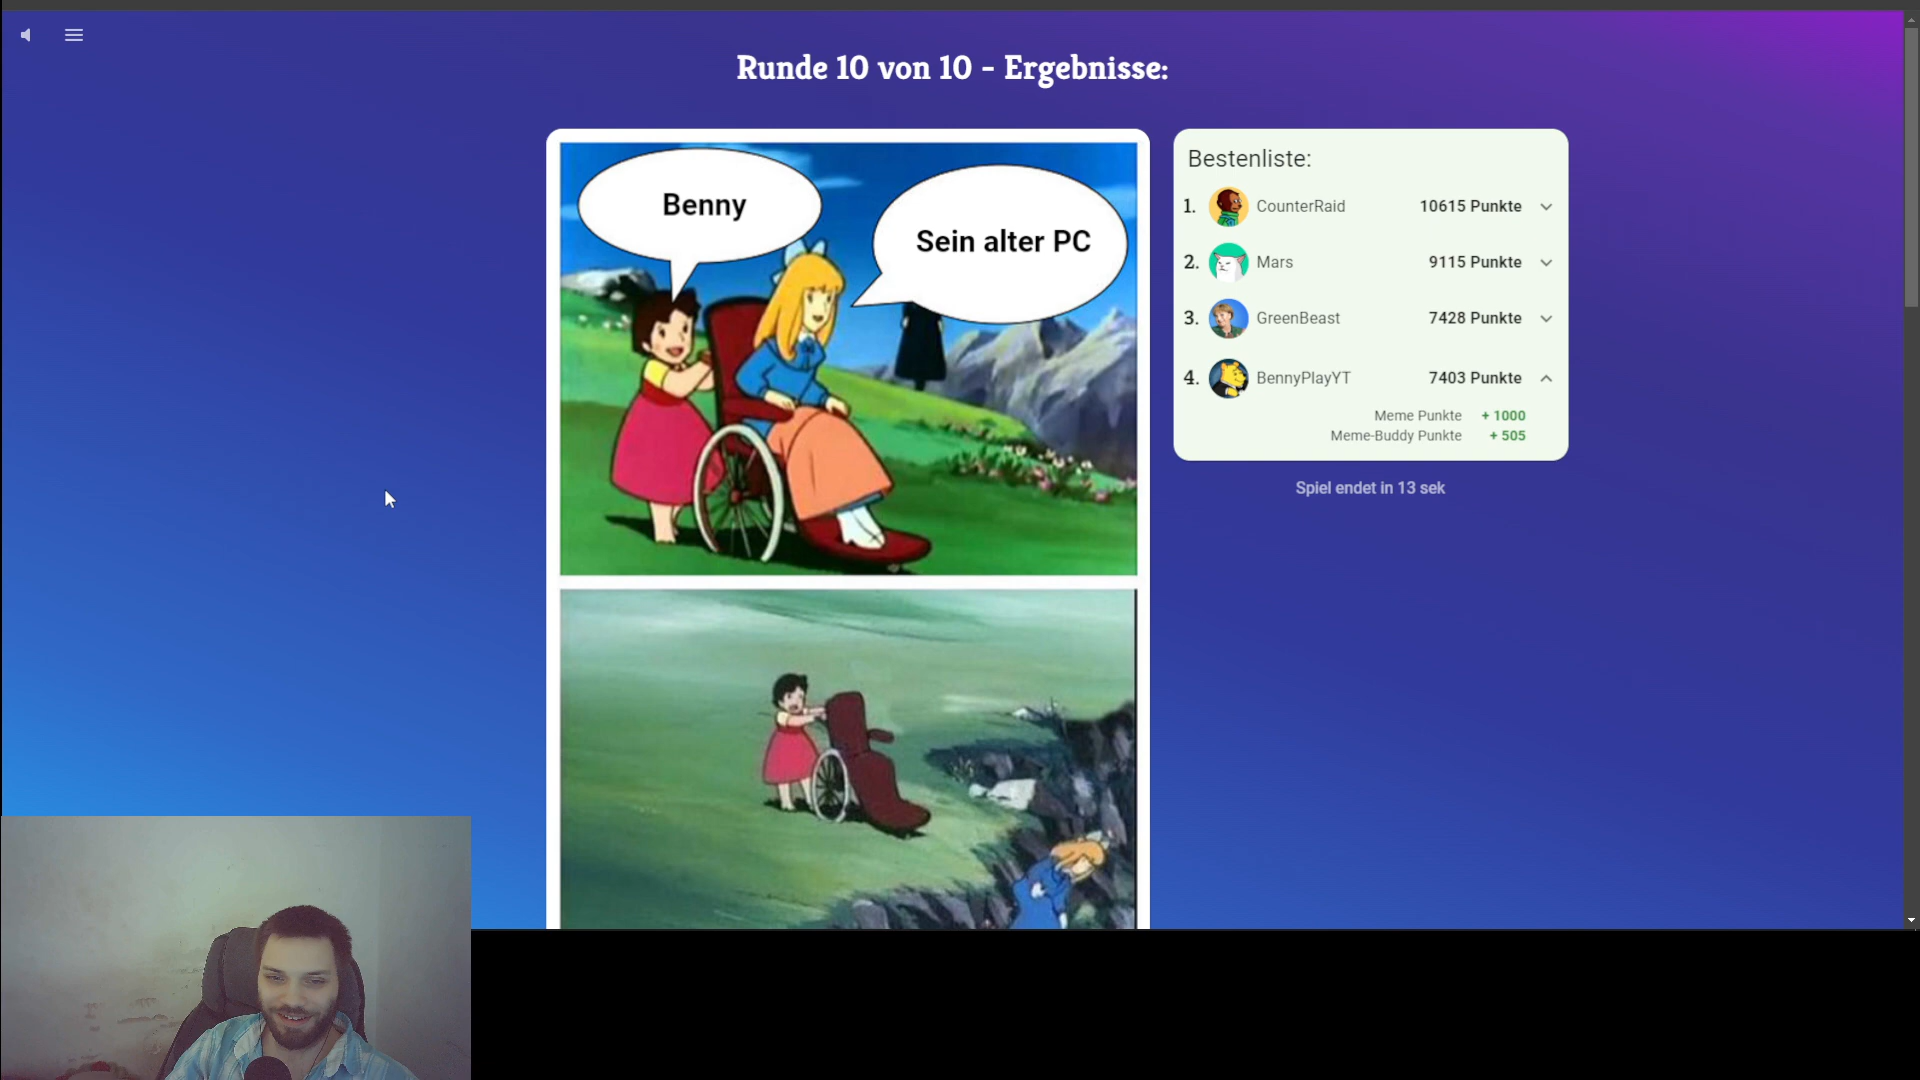 Runde 10 von 10 - Ergebnisse:
Benny
Sein alter PC
Bestenliste:
1. CounterRaid 10615 Punkte
2. Mars 9115 Punkte
3. GreenBeast 7428 Punkte
4. BennyPlayYT 7403 Punkte
Meme Punkte + 1000
Meme-Buddy Punkte + 505
Spiel endet in 13 sek